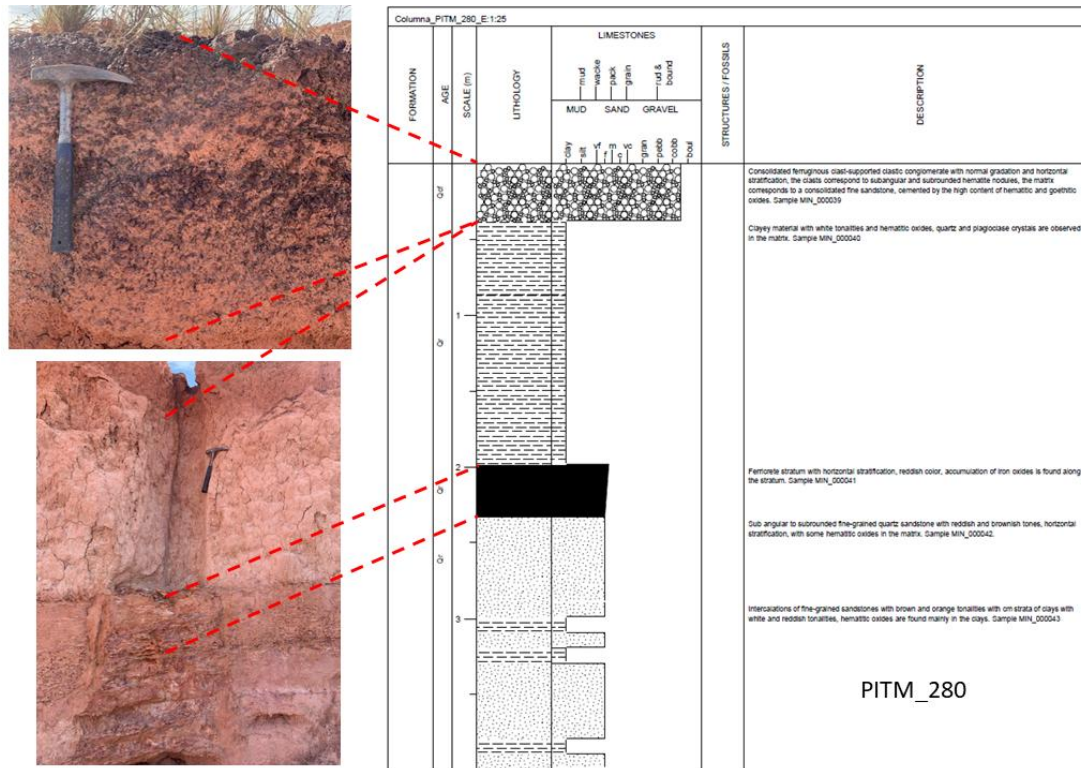 Columna_PITM_280_E:1:25
FORMATION
AGE
SCALE (m)
LITHOLOGY
LIMESTONES
mud
wacke
pack
grain
rud &
bound
MUD SAND GRAVEL
clay
silt
vf
f
m
c
vc
gran
pebb
cobb
boul
STRUCTURES / FOSSILS
DESCRIPTION
Consolidated ferruginous clast-supported clastic conglomerate with normal gradation and horizontal
stratification, the clasts correspond to subangular and subrounded hematite nodules, the matrix
corresponds to a consolidated fine sandstone, cemented by the high content of hematitic and goethitic
oxides. Sample MIN_000039
Clayey material with white tonalities and hematitic oxides, quartz and plagioclase crystals are observed
in the matrix. Sample MIN_000040
1
2
Ferricrete stratum with horizontal stratification, reddish color, accumulation of iron oxides is found along
the stratum. Sample MIN_000041
Sub angular to subrounded fine-grained quartz sandstone with reddish and brownish tones, horizontal
stratification, with some hematitic oxides in the matrix. Sample MIN_000042.
3
Intercalations of fine-grained sandstones with brown and orange tonalities with cm strata of clays with
white and reddish tonalities, hematitic oxides are found mainly in the clays. Sample MIN_000043
PITM_280